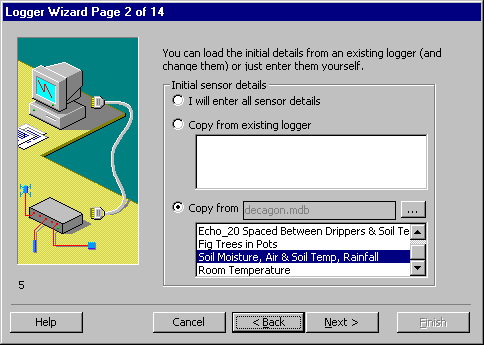 Logger Wizard Page 2 of 14
You can load the initial details from an existing logger (and
change them) or just enter them yourself.
Initial sensor details
I will enter all sensor details
Copy from existing logger
Copy from decagon.mdb ...
Echo_20 Spaced Between Drippers & Soil Te
Fig Trees in Pots
Soil Moisture, Air & Soil Temp, Rainfall
Room Temperature
5
Help Cancel < Back Next > Finish